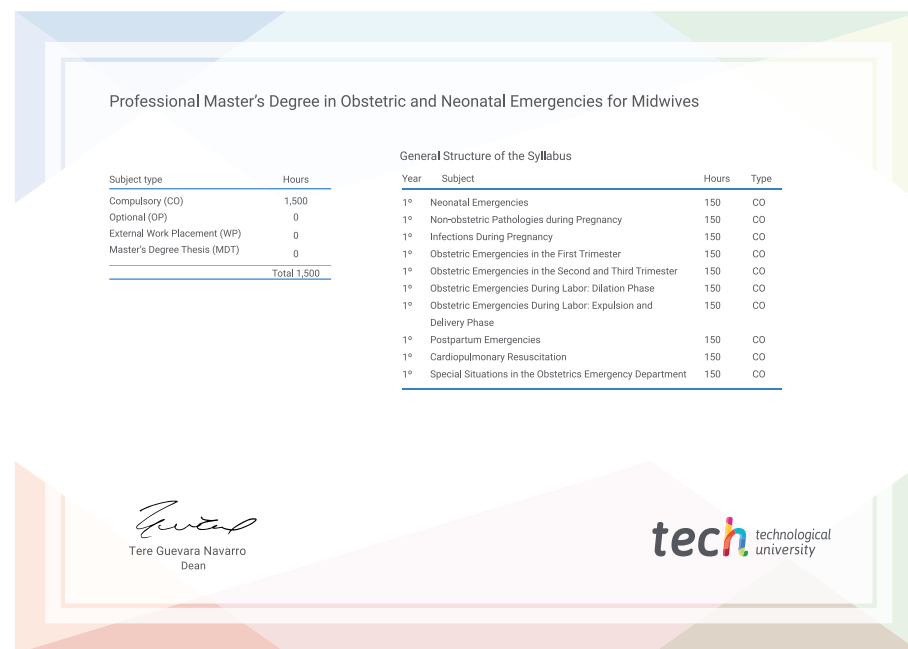 Professional Master's Degree in Obstetric and Neonatal Emergencies for Midwives
General Structure of the Syllabus
Subject type Hours
Compulsory (CO) 1,500
Optional (OP) 0
External Work Placement (WP) 0
Master's Degree Thesis (MDT) 0
Total 1,500
Year Subject Hours Type
1º Neonatal Emergencies 150 CO
1º Non-obstetric Pathologies during Pregnancy 150 CO
1º Infections During Pregnancy 150 CO
1º Obstetric Emergencies in the First Trimester 150 CO
1º Obstetric Emergencies in the Second and Third Trimester 150 CO
1º Obstetric Emergencies During Labor: Dilation Phase 150 CO
1º Obstetric Emergencies During Labor: Expulsion and 150 CO
Delivery Phase
1º Postpartum Emergencies 150 CO
1º Cardiopulmonary Resuscitation 150 CO
1º Special Situations in the Obstetrics Emergency Department 150 CO
Tere Guevara Navarro
Dean
tech technological
university